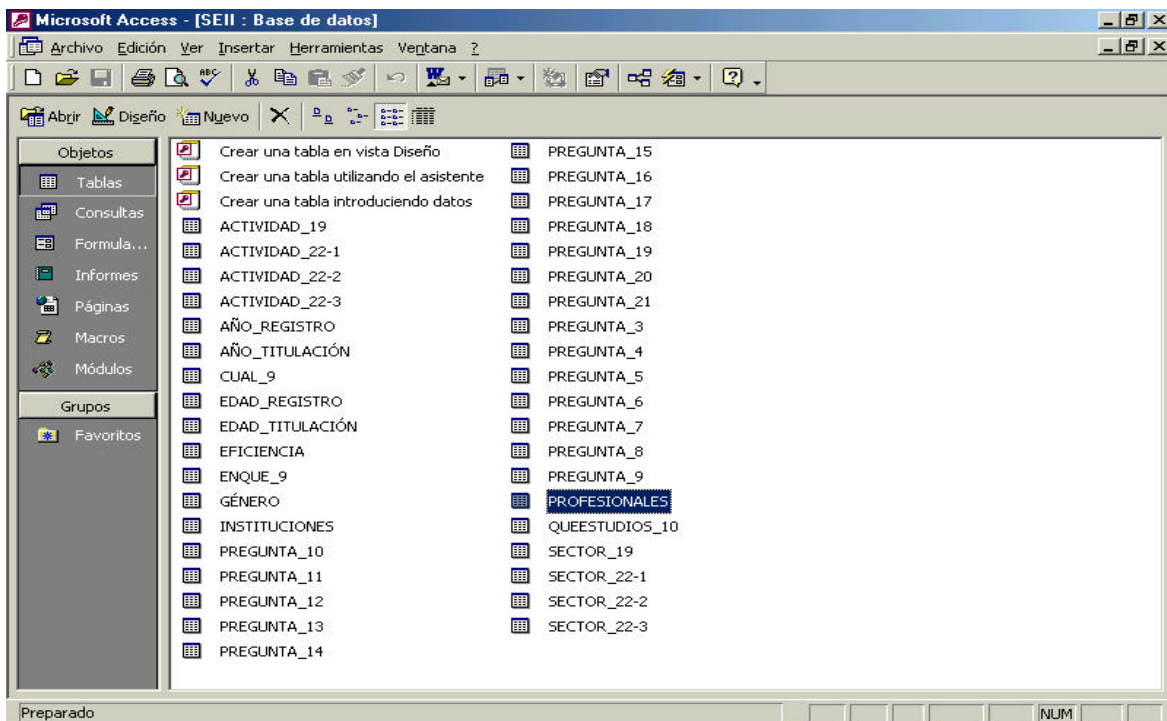 Microsoft Access - [SEII : Base de datos]
Archivo Edición Ver Insertar Herramientas Ventana ?
Abrir Diseño Nuevo
Objetos
Tablas
Consultas
Formula...
Informes
Páginas
Macros
Módulos
Grupos
Favoritos
Crear una tabla en vista Diseño
Crear una tabla utilizando el asistente
Crear una tabla introduciendo datos
ACTIVIDAD_19
ACTIVIDAD_22-1
ACTIVIDAD_22-2
ACTIVIDAD_22-3
AÑO_REGISTRO
AÑO_TITULACIÓN
CUAL_9
EDAD_REGISTRO
EDAD_TITULACIÓN
EFICIENCIA
ENQUE_9
GÉNERO
INSTITUCIONES
PREGUNTA_10
PREGUNTA_11
PREGUNTA_12
PREGUNTA_13
PREGUNTA_14
PREGUNTA_15
PREGUNTA_16
PREGUNTA_17
PREGUNTA_18
PREGUNTA_19
PREGUNTA_20
PREGUNTA_21
PREGUNTA_3
PREGUNTA_4
PREGUNTA_5
PREGUNTA_6
PREGUNTA_7
PREGUNTA_8
PREGUNTA_9
PROFESIONALES
QUEESTUDIOS_10
SECTOR_19
SECTOR_22-1
SECTOR_22-2
SECTOR_22-3
Preparado
NUM